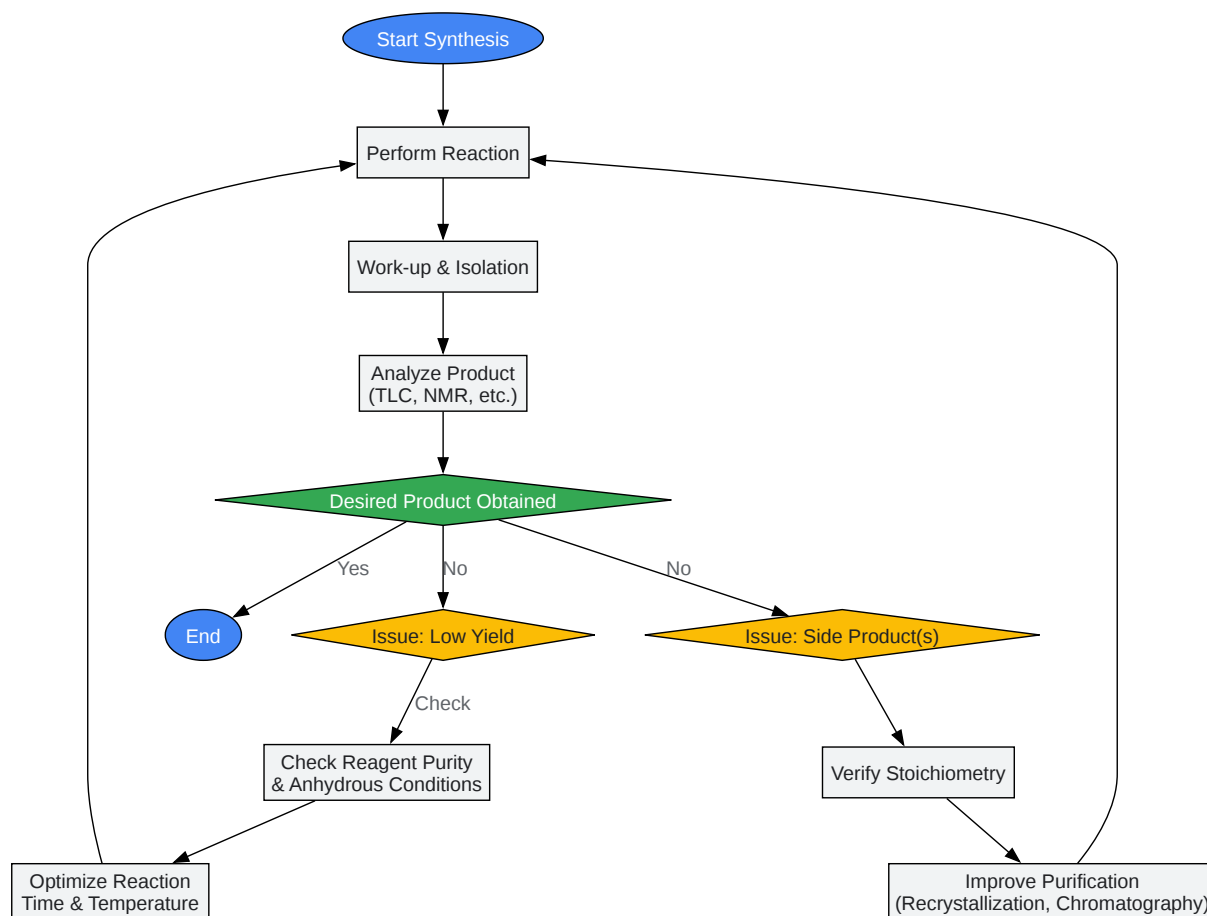 Start Synthesis
Perform Reaction
Work-up & Isolation
Analyze Product
(TLC, NMR, etc.)
Desired Product Obtained
Yes
No
No
End
Issue: Low Yield
Issue: Side Product(s)
Check
Check Reagent Purity
& Anhydrous Conditions
Verify Stoichiometry
Optimize Reaction
Time & Temperature
Improve Purification
(Recrystallization, Chromatography)